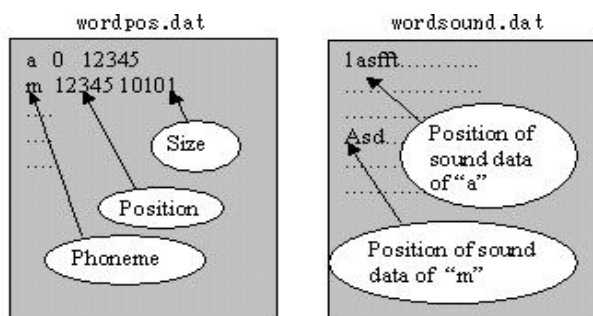 wordpos.dat
a 0 12345
m 12345 10101
....
....
....
Size
Position
Phoneme
wordsound.dat
1asfft............
....................
Asd...............
....................
....................
Position of
sound data
of “a”
Position of sound
data of “m”